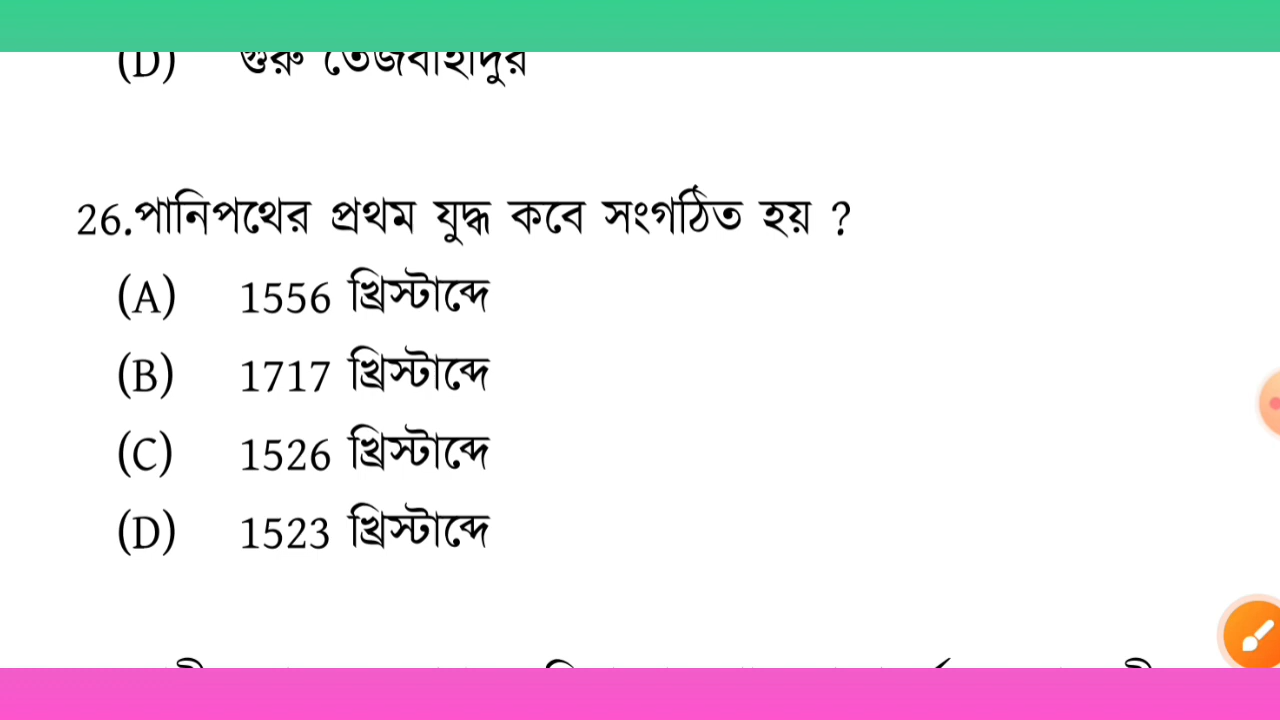 (D) গুরু তেজবাহাদুর
26.পানিপথের প্রথম যুদ্ধ কবে সংগঠিত হয় ?
(A) 1556 খ্রিস্টাব্দে
(B) 1717 খ্রিস্টাব্দে
(C) 1526 খ্রিস্টাব্দে
(D) 1523 খ্রিস্টাব্দে